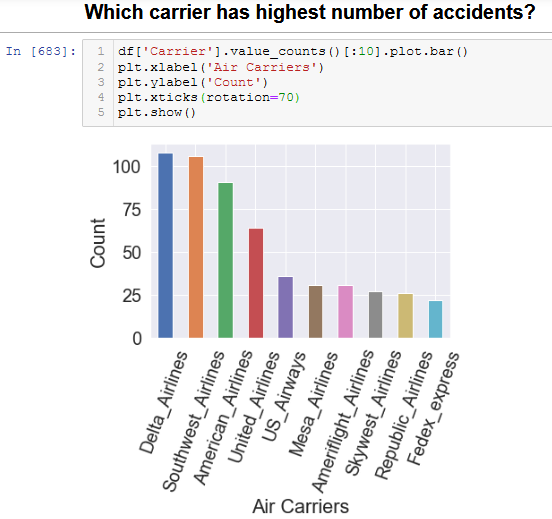 Which carrier has highest number of accidents?
In [683]:
1 df['Carrier'].value_counts()[:10].plot.bar()
2 plt.xlabel('Air Carriers')
3 plt.ylabel('Count')
4 plt.xticks(rotation=70)
5 plt.show()
100
75
50
25
0
Count
Delta_Airlines
Southwest_Airlines
American_Airlines
United_Airlines
US_Airways
Mesa_Airlines
Ameriflight_Airlines
Skywest_Airlines
Republic_Airlines
Fedex_express
Air Carriers